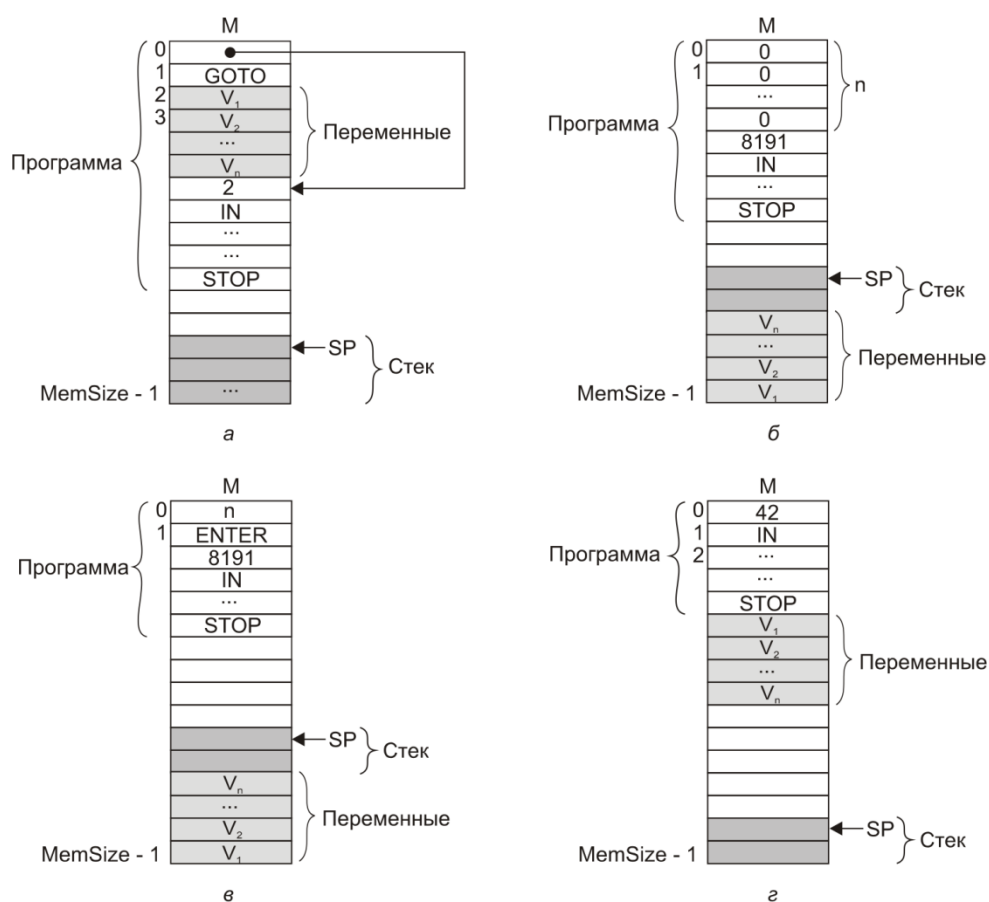 M
0
1 GOTO
2 V₁
3 V₂
... Переменные
Программа Vₙ
2
IN
...
...
STOP
SP
Стек
MemSize - 1 ...
а
M
0 0
1 0
... n
Программа 0
8191
IN
...
STOP
SP
Стек
Vₙ
... Переменные
V₂
MemSize - 1 V₁
б
M
0 n
1 ENTER
Программа 8191
IN
...
STOP
SP
Стек
Vₙ
... Переменные
V₂
MemSize - 1 V₁
в
M
0 42
1 IN
Программа 2 ...
...
STOP
V₁
V₂ Переменные
...
Vₙ
SP
Стек
MemSize - 1
г